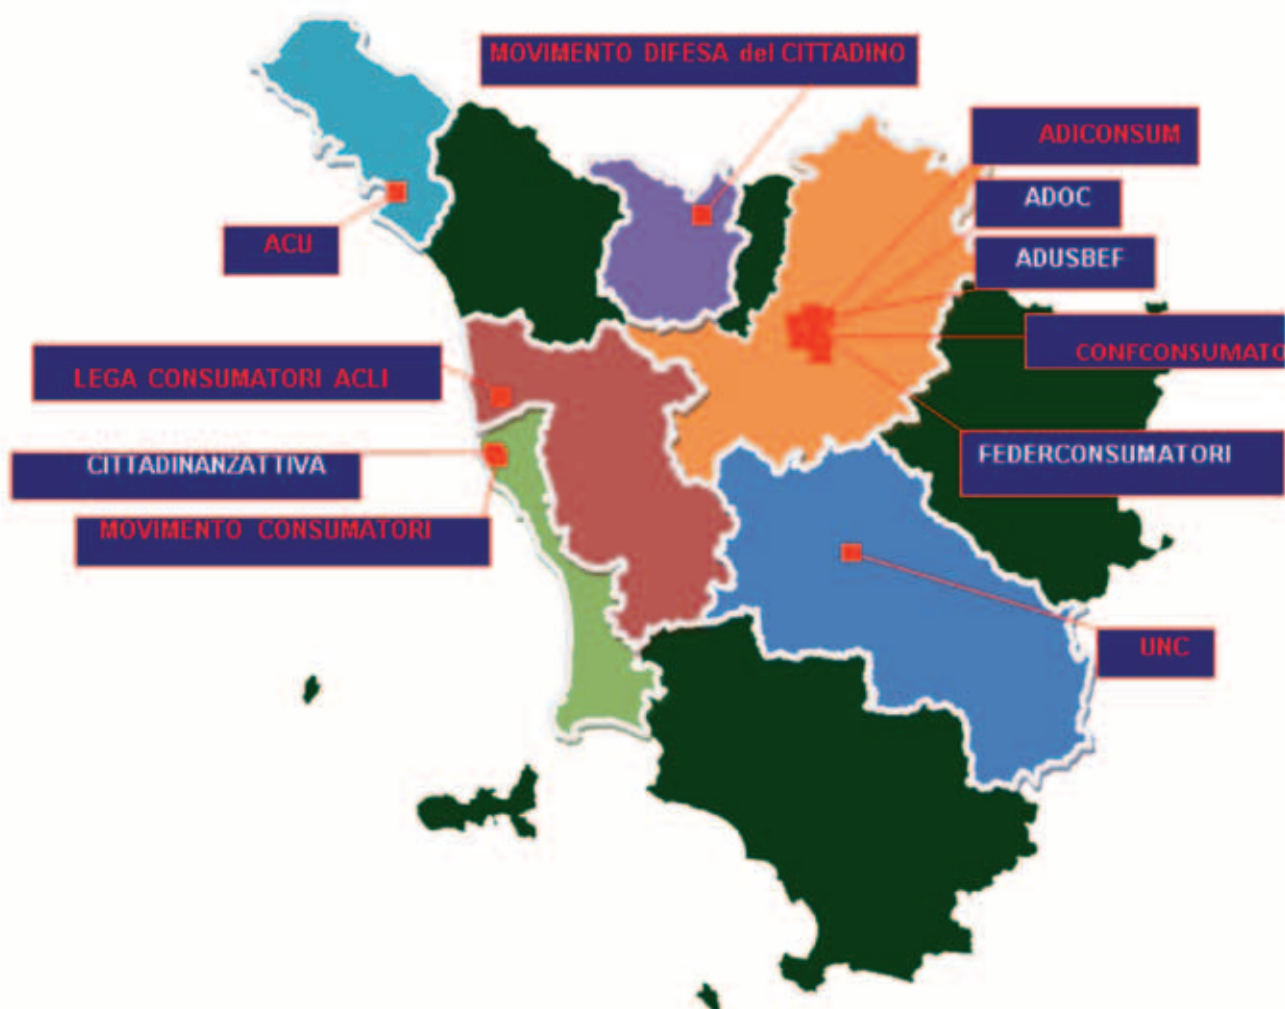 MOVIMENTO DIFESA del CITTADINO
ADICONSUM
ADOC
ACU
ADUSBEF
CONFCONSUMATO
LEGA CONSUMATORI ACLI
CITTADINANZATTIVA
FEDERCONSUMATORI
MOVIMENTO CONSUMATORI
UNC